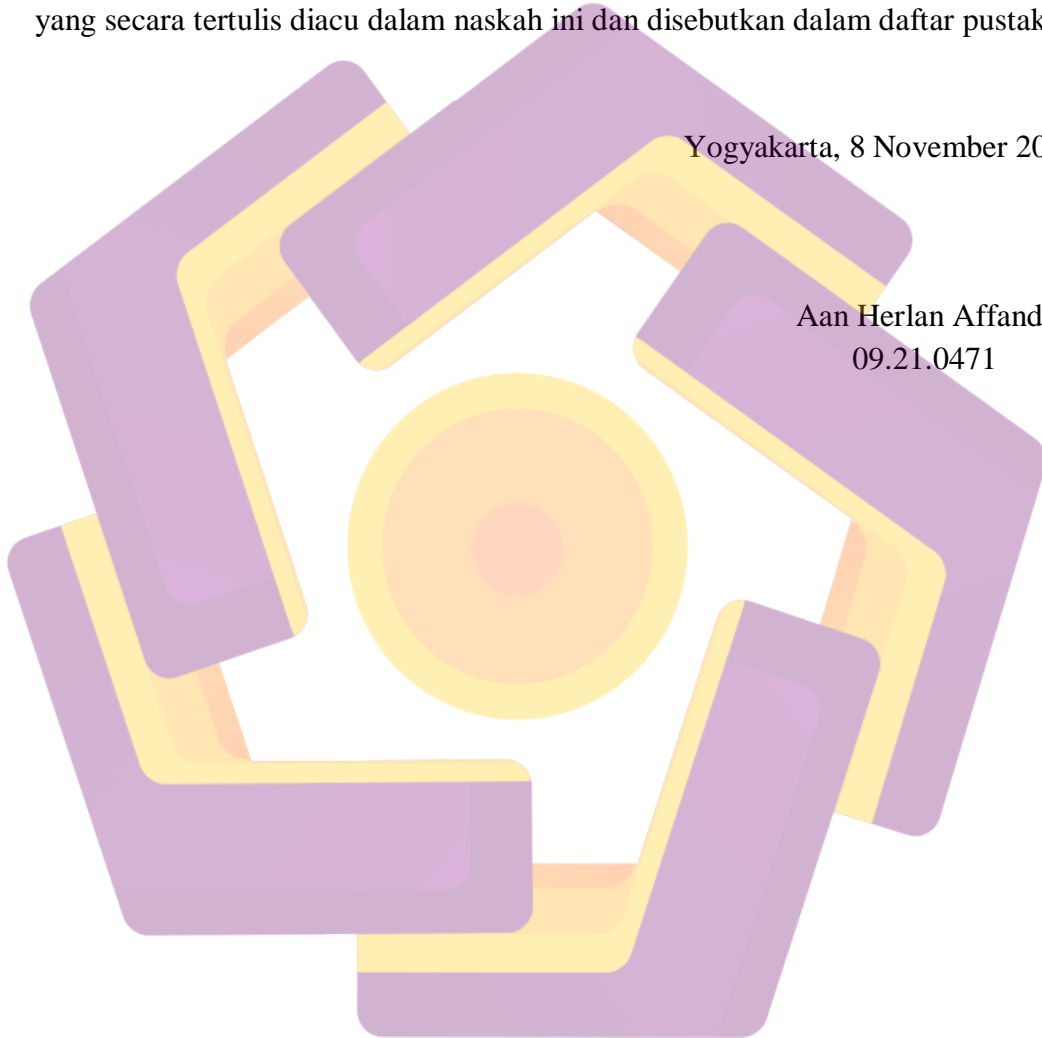 yang secara tertulis diacu dalam naskah ini dan disebutkan dalam daftar pustak
Yogyakarta, 8 November 20
Aan Herlan Affand
09.21.0471